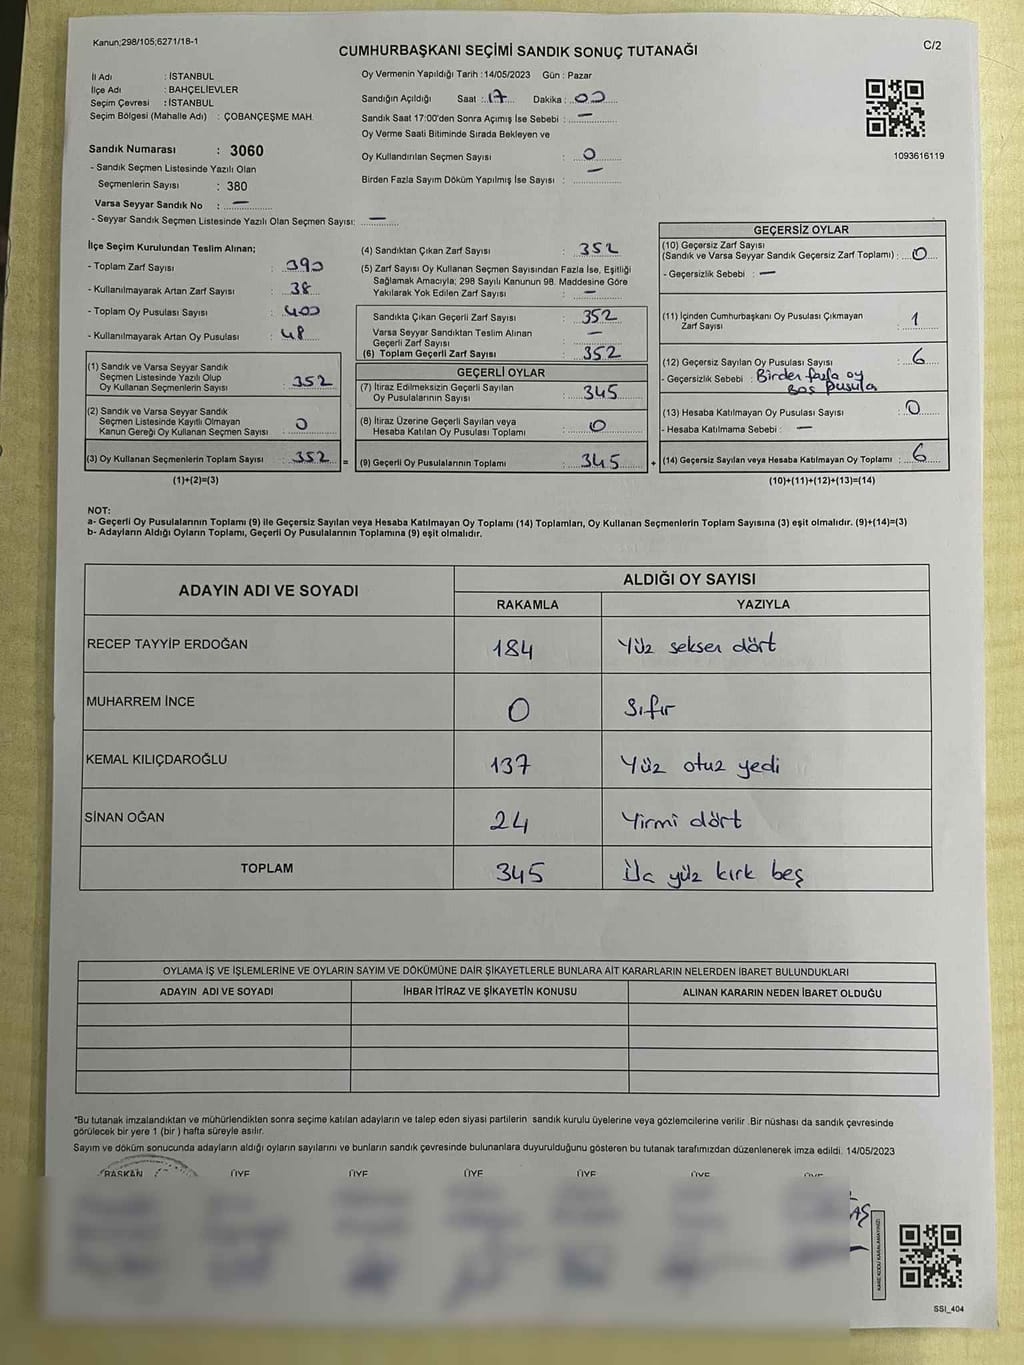 Kanun;298/105;6271/18-1
CUMHURBAŞKANI SEÇİMİ SANDIK SONUÇ TUTANAĞI
C/2
İl Adı : İSTANBUL
İlçe Adı : BAHÇELİEVLER
Seçim Çevresi : İSTANBUL
Seçim Bölgesi (Mahalle Adı) : ÇOBANÇEŞME MAH.
Sandık Numarası : 3060
- Sandık Seçmen Listesinde Yazılı Olan
Seçmenlerin Sayısı : 380
Varsa Seyyar Sandık No : —
- Seyyar Sandık Seçmen Listesinde Yazılı Olan Seçmen Sayısı: —
Oy Vermenin Yapıldığı Tarih : 14/05/2023 Gün : Pazar
Sandığın Açıldığı Saat : 17 Dakika : 00
Sandık Saat 17:00'den Sonra Açımış İse Sebebi : —
Oy Verme Saati Bitiminde Sırada Bekleyen ve
Oy Kullandırılan Seçmen Sayısı : 0
Birden Fazla Sayım Döküm Yapılmış İse Sayısı : —
1093616119
İlçe Seçim Kurulundan Teslim Alınan;
- Toplam Zarf Sayısı : 390
- Kullanılmayarak Artan Zarf Sayısı : 38
- Toplam Oy Pusulası Sayısı : 400
- Kullanılmayarak Artan Oy Pusulası : 48
(1) Sandık ve Varsa Seyyar Sandık
Seçmen Listesinde Yazılı Olup
Oy Kullanan Seçmenlerin Sayısı : 352
(2) Sandık ve Varsa Seyyar Sandık
Seçmen Listesinde Kayıtlı Olmayan
Kanun Gereği Oy Kullanan Seçmen Sayısı : 0
(3) Oy Kullanan Seçmenlerin Toplam Sayısı : 352 =
(1)+(2)=(3)
(4) Sandıktan Çıkan Zarf Sayısı : 352
(5) Zarf Sayısı Oy Kullanan Seçmen Sayısından Fazla İse, Eşitliği
Sağlamak Amacıyla; 298 Sayılı Kanunun 98. Maddesine Göre
Yakılarak Yok Edilen Zarf Sayısı : —
Sandıkta Çıkan Geçerli Zarf Sayısı : 352
Varsa Seyyar Sandıktan Teslim Alınan
Geçerli Zarf Sayısı : —
(6) Toplam Geçerli Zarf Sayısı : 352
GEÇERLİ OYLAR
(7) İtiraz Edilmeksizin Geçerli Sayılan
Oy Pusulalarının Sayısı : 345
(8) İtiraz Üzerine Geçerli Sayılan veya
Hesaba Katılan Oy Pusulası Toplamı : 0
(9) Geçerli Oy Pusulalarının Toplamı : 345 +
GEÇERSİZ OYLAR
(10) Geçersiz Zarf Sayısı
(Sandık ve Varsa Seyyar Sandık Geçersiz Zarf Toplamı) : 0
- Geçersizlik Sebebi : —
(11) İçinden Cumhurbaşkanı Oy Pusulası Çıkmayan
Zarf Sayısı : 1
(12) Geçersiz Sayılan Oy Pusulası Sayısı : 6
- Geçersizlik Sebebi : Birden fazla oy
Boş pusula
(13) Hesaba Katılmayan Oy Pusulası Sayısı : 0
- Hesaba Katılmama Sebebi : —
(14) Geçersiz Sayılan veya Hesaba Katılmayan Oy Toplamı : 6
(10)+(11)+(12)+(13)=(14)
NOT:
a- Geçerli Oy Pusulalarının Toplamı (9) ile Geçersiz Sayılan veya Hesaba Katılmayan Oy Toplamı (14) Toplamları, Oy Kullanan Seçmenlerin Toplam Sayısına (3) eşit olmalıdır. (9)+(14)=(3)
b- Adayların Aldığı Oyların Toplamı, Geçerli Oy Pusulalarının Toplamına (9) eşit olmalıdır.
ADAYIN ADI VE SOYADI
ALDIĞI OY SAYISI
RAKAMLA YAZIYLA
RECEP TAYYİP ERDOĞAN 184 Yüz seksen dört
MUHARREM İNCE 0 Sıfır
KEMAL KILIÇDAROĞLU 137 Yüz otuz yedi
SİNAN OĞAN 24 Yirmi dört
TOPLAM 345 yüz kırk beş
OYLAMA İŞ VE İŞLEMLERİNE VE OYLARIN SAYIM VE DÖKÜMÜNE DAİR ŞİKAYETLERLE BUNLARA AİT KARARLARIN NELERDEN İBARET BULUNDUKLARI
ADAYIN ADI VE SOYADI İHBAR İTİRAZ VE ŞİKAYETİN KONUSU ALINAN KARARIN NEDEN İBARET OLDUĞU
*Bu tutanak imzalandıktan ve mühürlendikten sonra seçime katılan adayların ve talep eden siyasi partilerin sandık kurulu üyelerine veya gözlemcilerine verilir .Bir nüshası da sandık çevresinde
görülecek bir yere 1 (bir ) hafta süreyle asılır.
Sayım ve döküm sonucunda adayların aldığı oyların sayılarını ve bunların sandık çevresinde bulunanlara duyurulduğunu gösteren bu tutanak tarafımızdan düzenlenerek imza edildi. 14/05/2023
BAŞKAN ÜYE ÜYE ÜYE ÜYE ÜYE ÜYE
KARE KODU KARALAMAYINIZ!
SSI_404